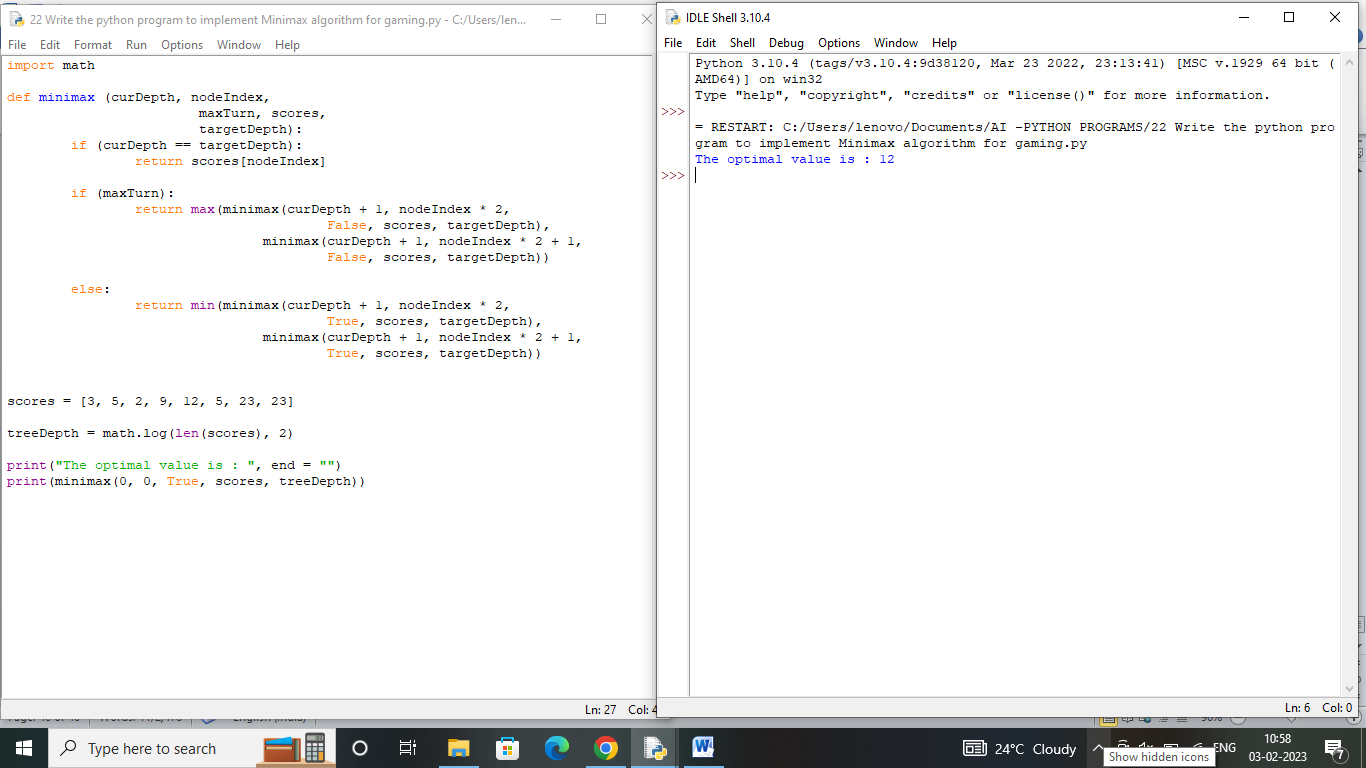 22 Write the python program to implement Minimax algorithm for gaming.py - C:/Users/len...
File Edit Format Run Options Window Help
import math
def minimax (curDepth, nodeIndex,
maxTurn, scores,
targetDepth):
if (curDepth == targetDepth):
return scores[nodeIndex]
if (maxTurn):
return max(minimax(curDepth + 1, nodeIndex * 2,
False, scores, targetDepth),
minimax(curDepth + 1, nodeIndex * 2 + 1,
False, scores, targetDepth))
else:
return min(minimax(curDepth + 1, nodeIndex * 2,
True, scores, targetDepth),
minimax(curDepth + 1, nodeIndex * 2 + 1,
True, scores, targetDepth))
scores = [3, 5, 2, 9, 12, 5, 23, 23]
treeDepth = math.log(len(scores), 2)
print("The optimal value is : ", end = "")
print(minimax(0, 0, True, scores, treeDepth))
Ln: 27 Col: 4
IDLE Shell 3.10.4
File Edit Shell Debug Options Window Help
Python 3.10.4 (tags/v3.10.4:9d38120, Mar 23 2022, 23:13:41) [MSC v.1929 64 bit (
AMD64)] on win32
Type "help", "copyright", "credits" or "license()" for more information.
>>>
= RESTART: C:/Users/lenovo/Documents/AI -PYTHON PROGRAMS/22 Write the python pro
gram to implement Minimax algorithm for gaming.py
The optimal value is : 12
>>>
Ln: 6 Col: 0
90%
Type here to search
24°C Cloudy
ENG
10:58
03-02-2023
7
Show hidden icons